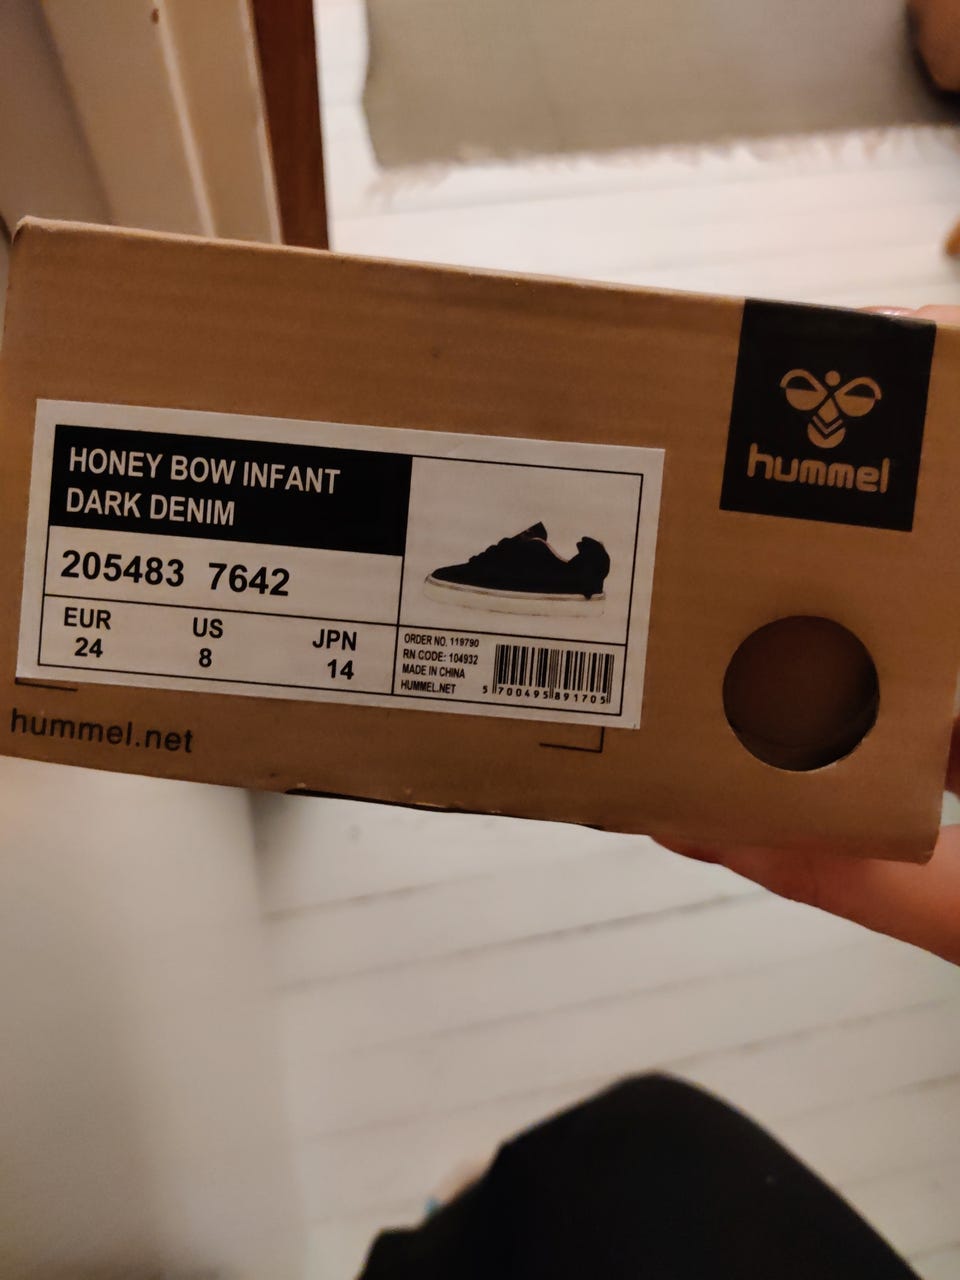 hummel
HONEY BOW INFANT
DARK DENIM
205483 7642
EUR US JPN
24 8 14
ORDER NO. 119790
RN CODE: 104932
MADE IN CHINA
HUMMEL.NET
5 700495 891705
hummel.net